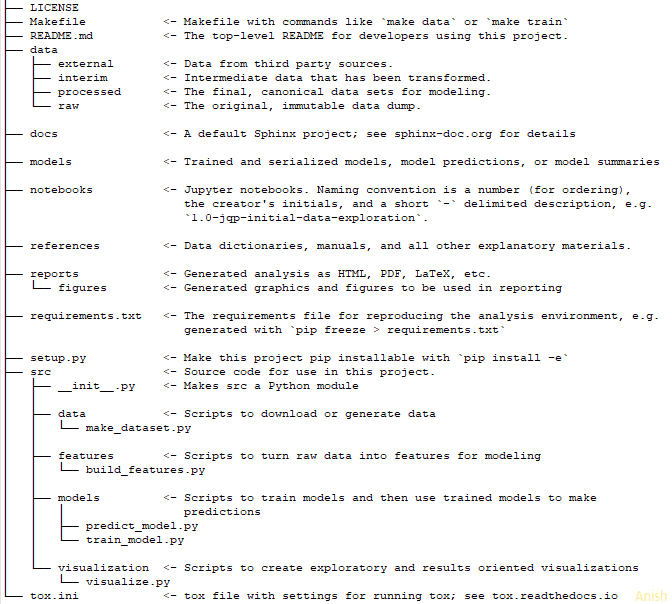 ├── LICENSE
├── Makefile           <- Makefile with commands like `make data` or `make train`
├── README.md          <- The top-level README for developers using this project.
├── data
│   ├── external       <- Data from third party sources.
│   ├── interim        <- Intermediate data that has been transformed.
│   ├── processed      <- The final, canonical data sets for modeling.
│   └── raw            <- The original, immutable data dump.
├── docs               <- A default Sphinx project; see sphinx-doc.org for details
├── models             <- Trained and serialized models, model predictions, or model summaries
├── notebooks          <- Jupyter notebooks. Naming convention is a number (for ordering),
│                         the creator's initials, and a short `-` delimited description, e.g.
│                         `1.0-jqp-initial-data-exploration`.
├── references         <- Data dictionaries, manuals, and all other explanatory materials.
├── reports            <- Generated analysis as HTML, PDF, LaTeX, etc.
│   └── figures        <- Generated graphics and figures to be used in reporting
├── requirements.txt   <- The requirements file for reproducing the analysis environment, e.g.
│                         generated with `pip freeze > requirements.txt`
├── setup.py           <- Make this project pip installable with `pip install -e`
├── src                <- Source code for use in this project.
│   ├── __init__.py    <- Makes src a Python module
│   ├── data           <- Scripts to download or generate data
│   │   └── make_dataset.py
│   ├── features       <- Scripts to turn raw data into features for modeling
│   │   └── build_features.py
│   ├── models         <- Scripts to train models and then use trained models to make
│   │   │                 predictions
│   │   ├── predict_model.py
│   │   └── train_model.py
│   └── visualization  <- Scripts to create exploratory and results oriented visualizations
│       └── visualize.py
└── tox.ini            <- tox file with settings for running tox; see tox.readthedocs.io
Anish